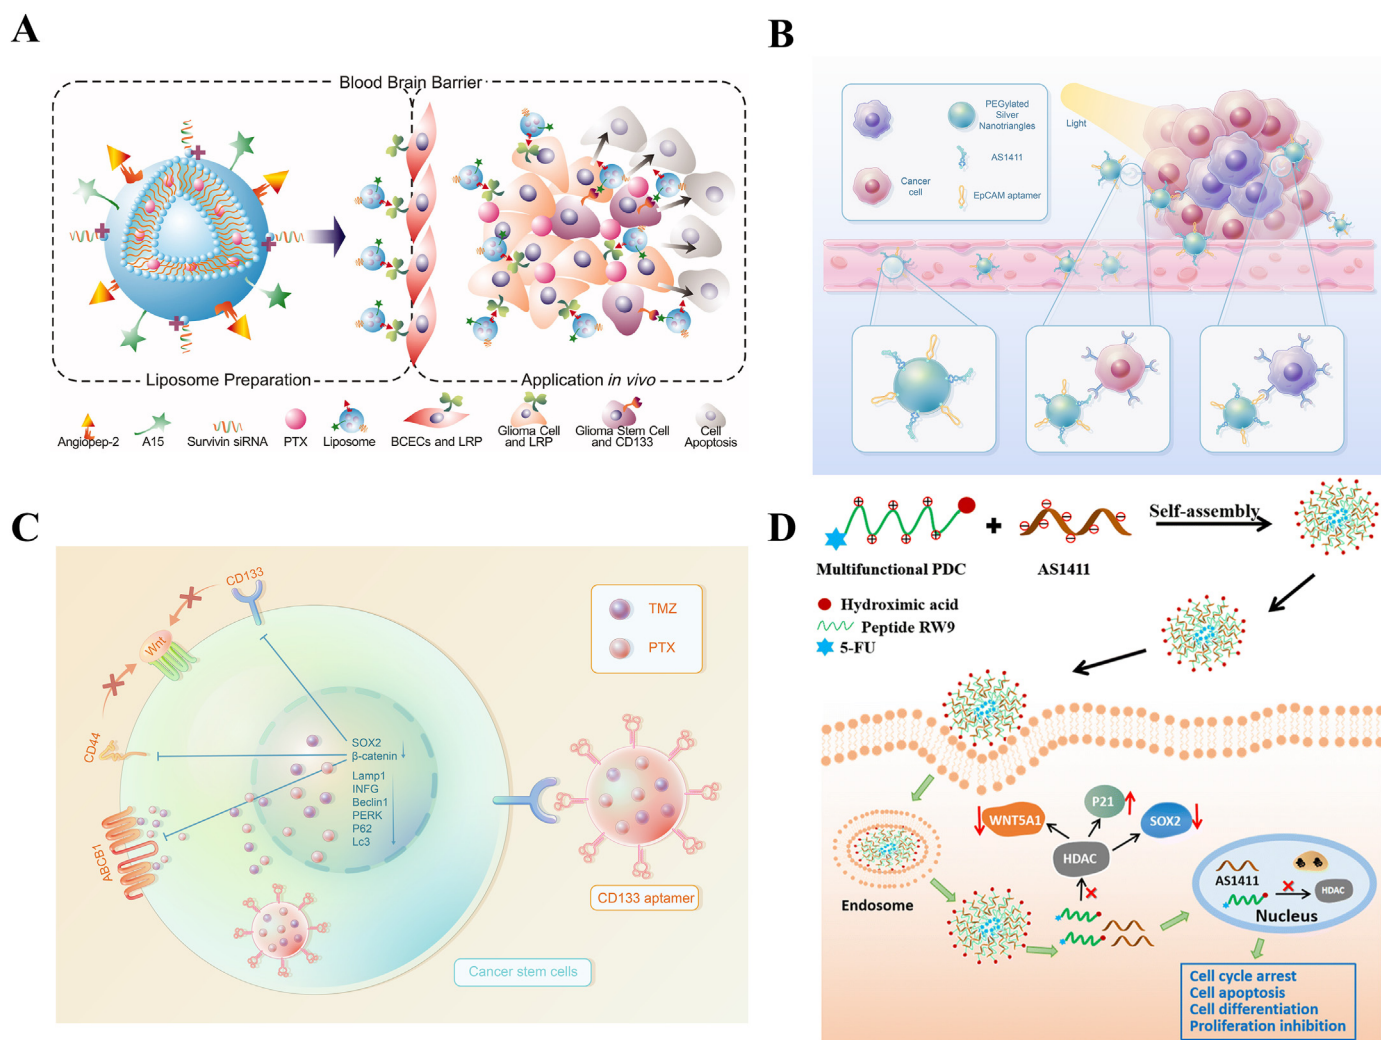 A
Blood Brain Barrier
Liposome Preparation
Application in vivo
Angiopep-2
A15
Survivin siRNA
PTX
Liposome
BCECs and LRP
Glioma Cell
and LRP
Glioma Stem Cell
and CD133
Cell
Apoptosis
B
PEGylated
Silver
Nanotriangles
AS1411
Cancer
cell
EpCAM aptamer
Light
C
CD133
Wnt
CD44
ABCB1
SOX2
β-catenin
Lamp1
INFG
Beclin1
PERK
P62
Lc3
TMZ
PTX
CD133 aptamer
Cancer stem cells
D
Multifunctional PDC
+
AS1411
Self-assembly
Hydroximic acid
Peptide RW9
5-FU
WNT5A1
P21
SOX2
HDAC
Endosome
AS1411
HDAC
Nucleus
Cell cycle arrest
Cell apoptosis
Cell differentiation
Proliferation inhibition